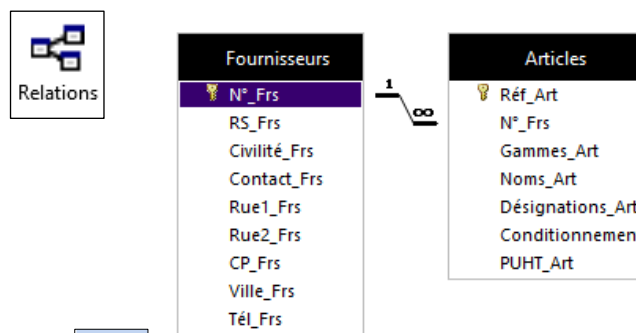 Relations
Fournisseurs
N°_Frs
RS_Frs
Civilité_Frs
Contact_Frs
Rue1_Frs
Rue2_Frs
CP_Frs
Ville_Frs
Tél_Frs
1
∞
Articles
Réf_Art
N°_Frs
Gammes_Art
Noms_Art
Désignations_Art
Conditionnemen
PUHT_Art